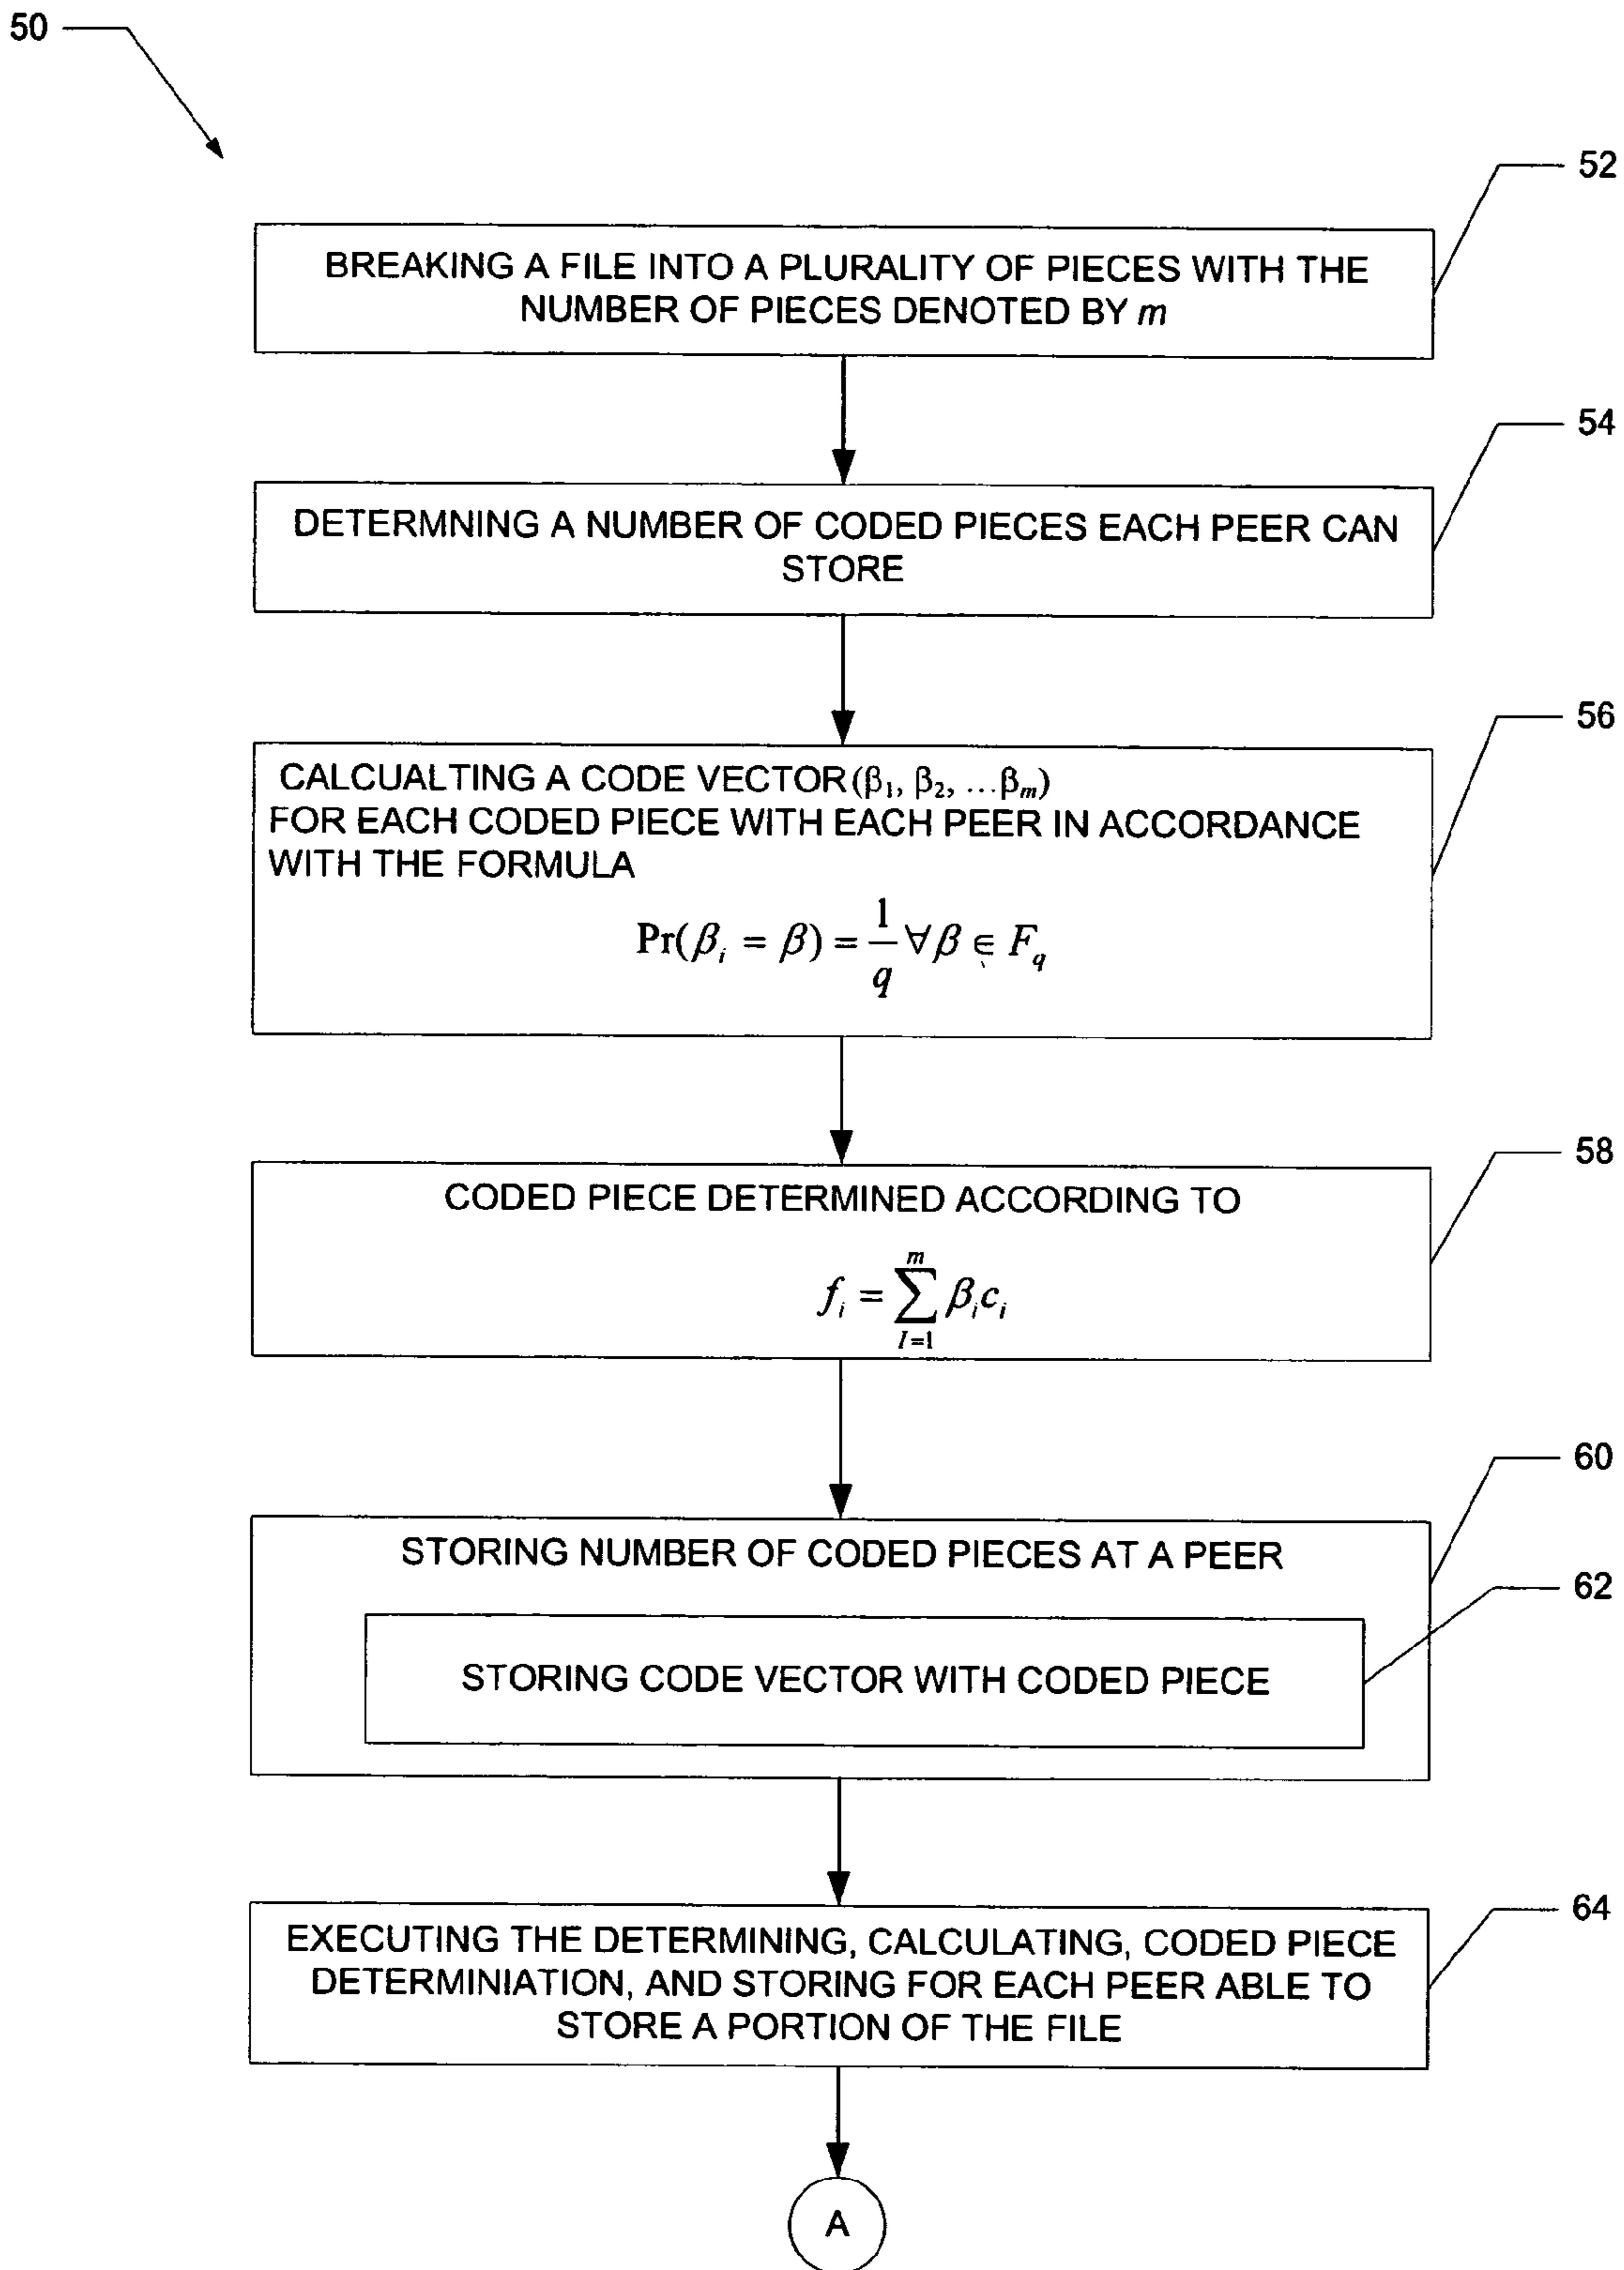 50
52
BREAKING A FILE INTO A PLURALITY OF PIECES WITH THE
NUMBER OF PIECES DENOTED BY m
54
DETERMNING A NUMBER OF CODED PIECES EACH PEER CAN
STORE
56
CALCUALTING A CODE VECTOR (β₁, β₂, ...βₘ)
FOR EACH CODED PIECE WITH EACH PEER IN ACCORDANCE
WITH THE FORMULA
Pr(βᵢ = β) = 1/q ∀β ∈ F_q
58
CODED PIECE DETERMINED ACCORDING TO
fᵢ = ∑_{I=1}^{m} βᵢcᵢ
60
STORING NUMBER OF CODED PIECES AT A PEER
62
STORING CODE VECTOR WITH CODED PIECE
64
EXECUTING THE DETERMINING, CALCULATING, CODED PIECE
DETERMINIATION, AND STORING FOR EACH PEER ABLE TO
STORE A PORTION OF THE FILE
A